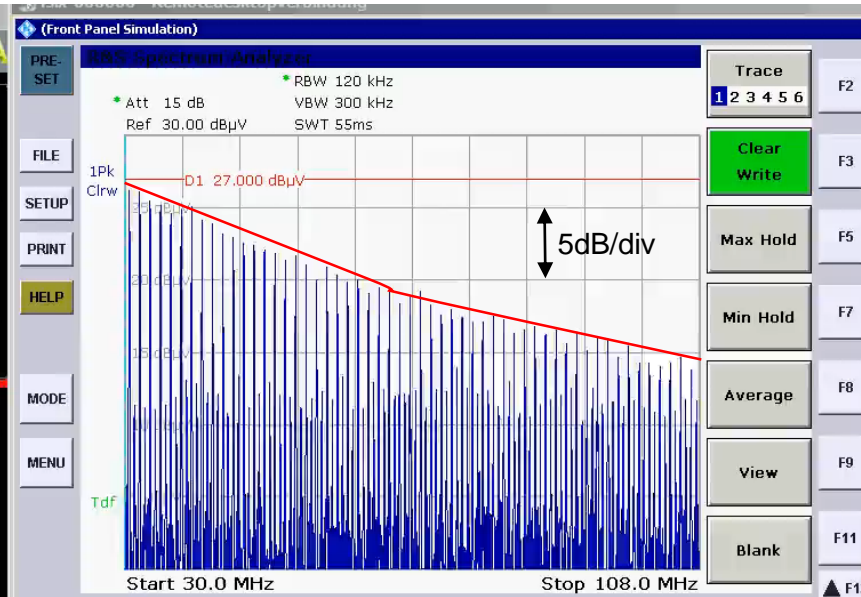 (Front Panel Simulation)
PRE-
SET
FILE
SETUP
PRINT
HELP
MODE
MENU
R&S Spectrum Analyzer
* RBW 120 kHz
* Att 15 dB VBW 300 kHz
Ref 30.00 dBµV SWT 55ms
1Pk
Clrw
D1 27.000 dBµV
25 dBµV
20 dBµV
15 dBµV
5dB/div
Tdf
Start 30.0 MHz
Stop 108.0 MHz
Trace
1 2 3 4 5 6
Clear
Write
Max Hold
Min Hold
Average
View
Blank
F2
F3
F5
F7
F8
F9
F11